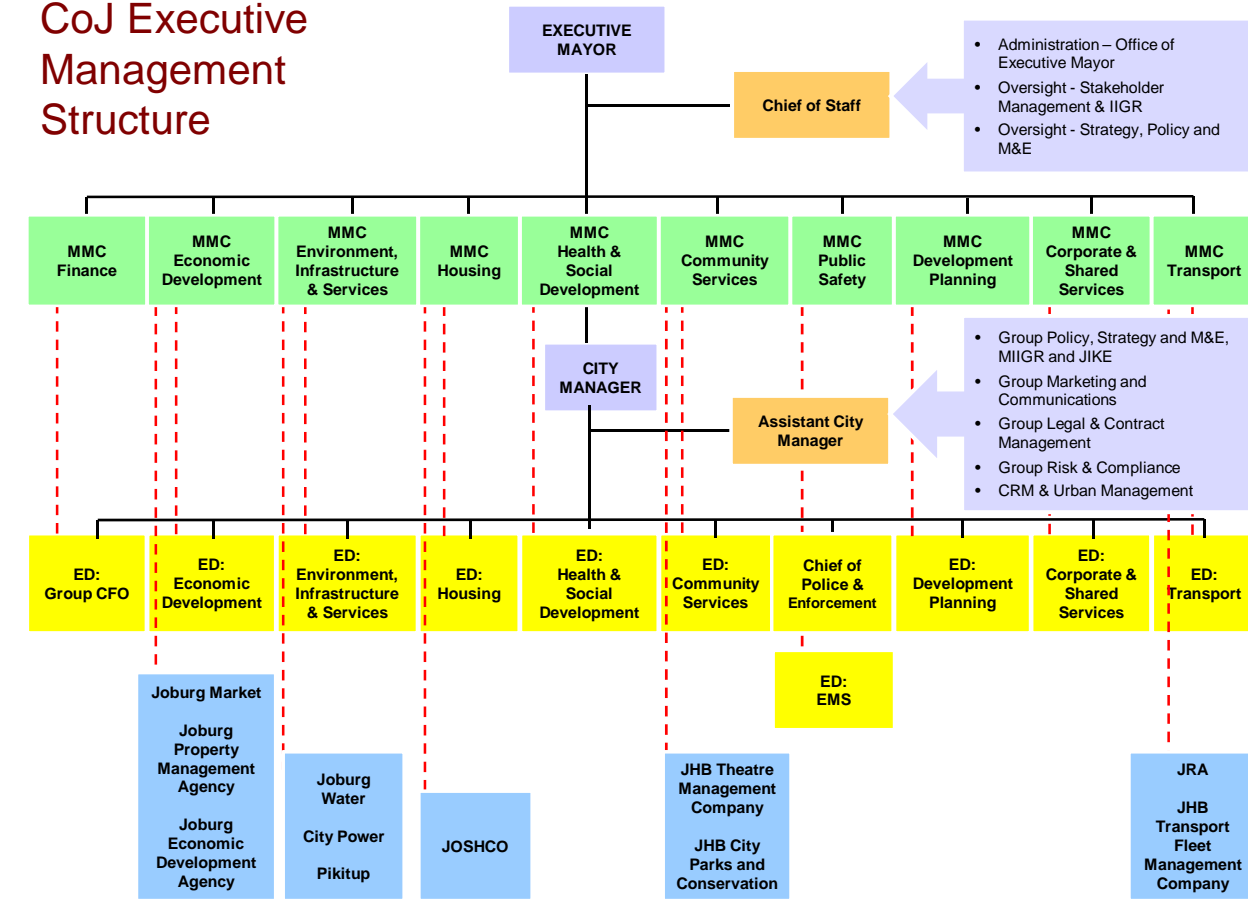 CoJ Executive
Management
Structure
EXECUTIVE
MAYOR
Chief of Staff
• Administration – Office of
Executive Mayor
• Oversight - Stakeholder
Management & IIGR
• Oversight - Strategy, Policy and
M&E
MMC
Finance
MMC
Economic
Development
MMC
Environment,
Infrastructure
& Services
MMC
Housing
MMC
Health &
Social
Development
MMC
Community
Services
MMC
Public
Safety
MMC
Development
Planning
MMC
Corporate &
Shared
Services
MMC
Transport
CITY
MANAGER
Assistant City
Manager
• Group Policy, Strategy and M&E,
MIIGR and JIKE
• Group Marketing and
Communications
• Group Legal & Contract
Management
• Group Risk & Compliance
• CRM & Urban Management
ED:
Group CFO
ED:
Economic
Development
ED:
Environment,
Infrastructure
& Services
ED:
Housing
ED:
Health &
Social
Development
ED:
Community
Services
Chief of
Police &
Enforcement
ED:
Development
Planning
ED:
Corporate &
Shared
Services
ED:
Transport
ED:
EMS
Joburg Market
Joburg
Property
Management
Agency
Joburg
Economic
Development
Agency
Joburg
Water
City Power
Pikitup
JOSHCO
JHB Theatre
Management
Company
JHB City
Parks and
Conservation
JRA
JHB
Transport
Fleet
Management
Company